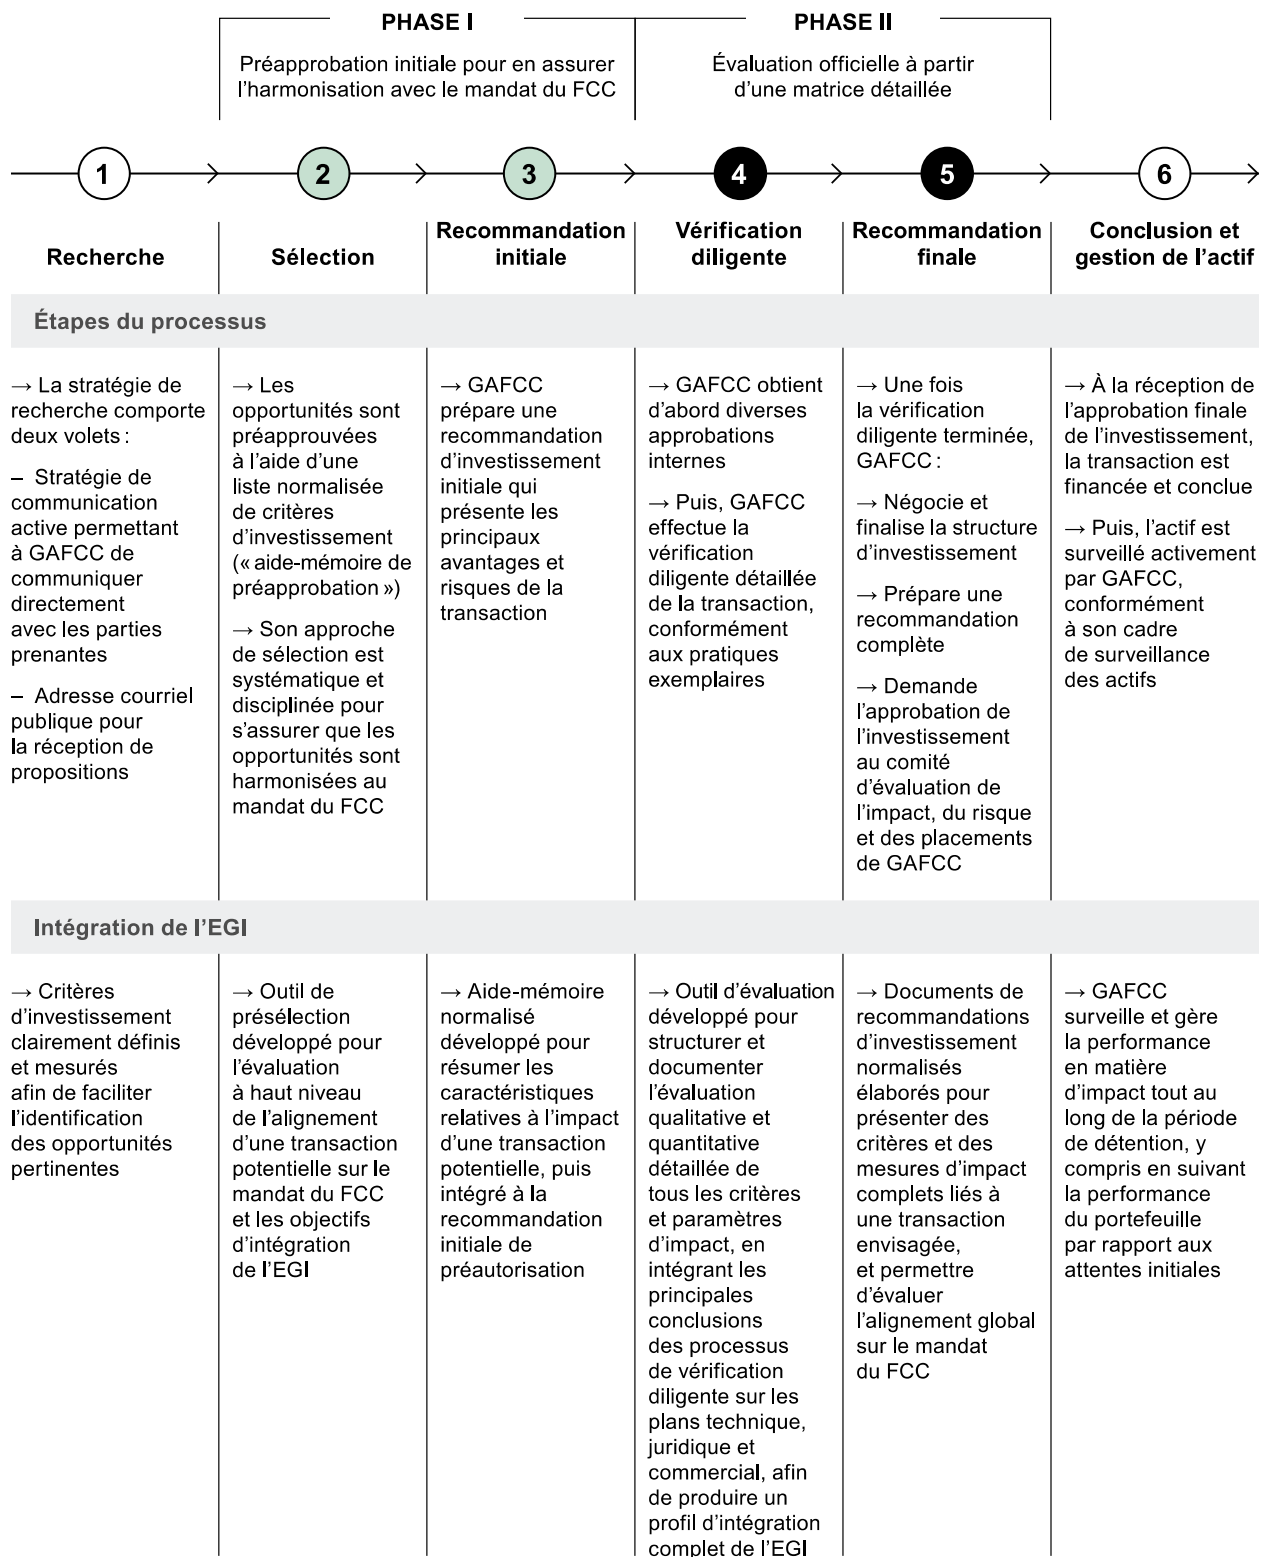 PHASE I
Préapprobation initiale pour en assurer
l’harmonisation avec le mandat du FCC
PHASE II
Évaluation officielle à partir
d’une matrice détaillée
1
2
3
4
5
6
Recherche
Sélection
Recommandation
initiale
Vérification
diligente
Recommandation
finale
Conclusion et
gestion de l’actif
Étapes du processus
→ La stratégie de
recherche comporte
deux volets :
– Stratégie de
communication
active permettant
à GAFCC de
communiquer
directement
avec les parties
prenantes
– Adresse courriel
publique pour
la réception de
propositions
→ Les
opportunités sont
préapprouvées
à l’aide d’une
liste normalisée
de critères
d’investissement
(« aide-mémoire de
préapprobation »)
→ Son approche
de sélection est
systématique et
disciplinée pour
s’assurer que les
opportunités sont
harmonisées au
mandat du FCC
→ GAFCC
prépare une
recommandation
d’investissement
initiale qui
présente les
principaux
avantages et
risques de la
transaction
→ GAFCC obtient
d’abord diverses
approbations
internes
→ Puis, GAFCC
effectue la
vérification
diligente détaillée
de la transaction,
conformément
aux pratiques
exemplaires
→ Une fois
la vérification
diligente terminée,
GAFCC :
→ Négocie et
finalise la structure
d’investissement
→ Prépare une
recommandation
complète
→ Demande
l’approbation de
l’investissement
au comité
d’évaluation de
l’impact, du risque
et des placements
de GAFCC
→ À la réception de
l’approbation finale
de l’investissement,
la transaction est
financée et conclue
→ Puis, l’actif est
surveillé activement
par GAFCC,
conformément
à son cadre
de surveillance
des actifs
Intégration de l’EGI
→ Critères
d’investissement
clairement définis
et mesurés
afin de faciliter
l’identification
des opportunités
pertinentes
→ Outil de
présélection
développé pour
l’évaluation
à haut niveau
de l’alignement
d’une transaction
potentielle sur le
mandat du FCC
et les objectifs
d’intégration
de l’EGI
→ Aide-mémoire
normalisé
développé pour
résumer les
caractéristiques
relatives à l’impact
d’une transaction
potentielle, puis
intégré à la
recommandation
initiale de
préautorisation
→ Outil d’évaluation
développé pour
structurer et
documenter
l’évaluation
qualitative et
quantitative
détaillée de
tous les critères
et paramètres
d’impact, en
intégrant les
principales
conclusions
des processus
de vérification
diligente sur les
plans technique,
juridique et
commercial, afin
de produire un
profil d’intégration
complet de l’EGI
→ Documents de
recommandations
d’investissement
normalisés
élaborés pour
présenter des
critères et des
mesures d’impact
complets liés à
une transaction
envisagée,
et permettre
d’évaluer
l’alignement global
sur le mandat
du FCC
→ GAFCC
surveille et gère
la performance
en matière
d’impact tout au
long de la période
de détention, y
compris en suivant
la performance
du portefeuille
par rapport aux
attentes initiales